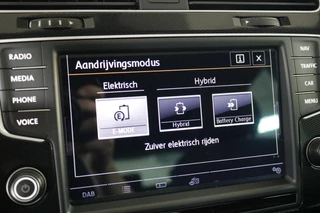 Aandrijvingsmodus
i
RADIO
MEDIA
PHONE
VOICE
NAV
TRAFFIC
CAR
MENU
Elektrisch
Hybrid
E-MODE
Hybrid
Battery Charge
Zuiver elektrisch rijden
DAB